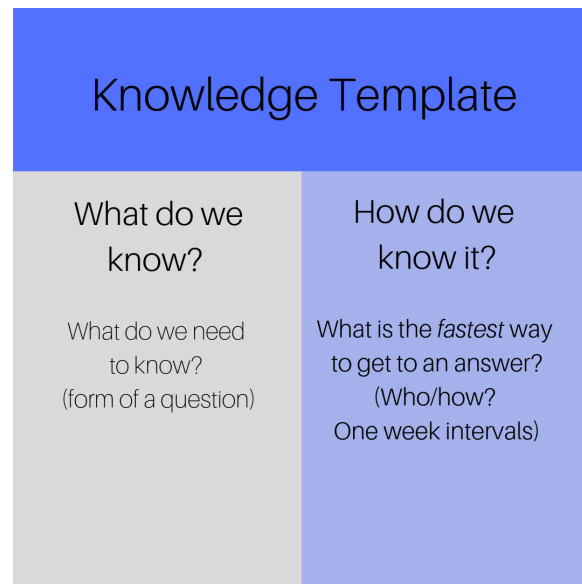 Knowledge Template
What do we
know?
What do we need
to know?
(form of a question)
How do we
know it?
What is the fastest way
to get to an answer?
(Who/how?
One week intervals)